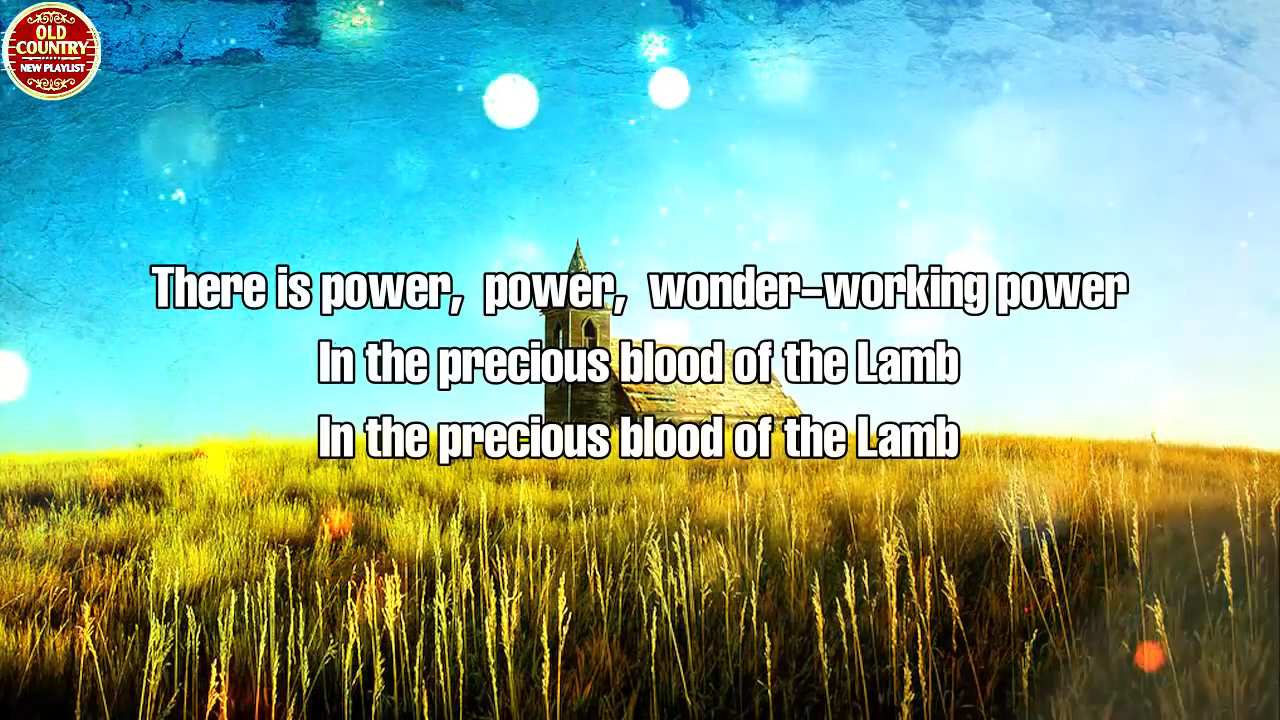 OLD
COUNTRY
NEW PLAYLIST
There is power, power, wonder-working power
In the precious blood of the Lamb
In the precious blood of the Lamb